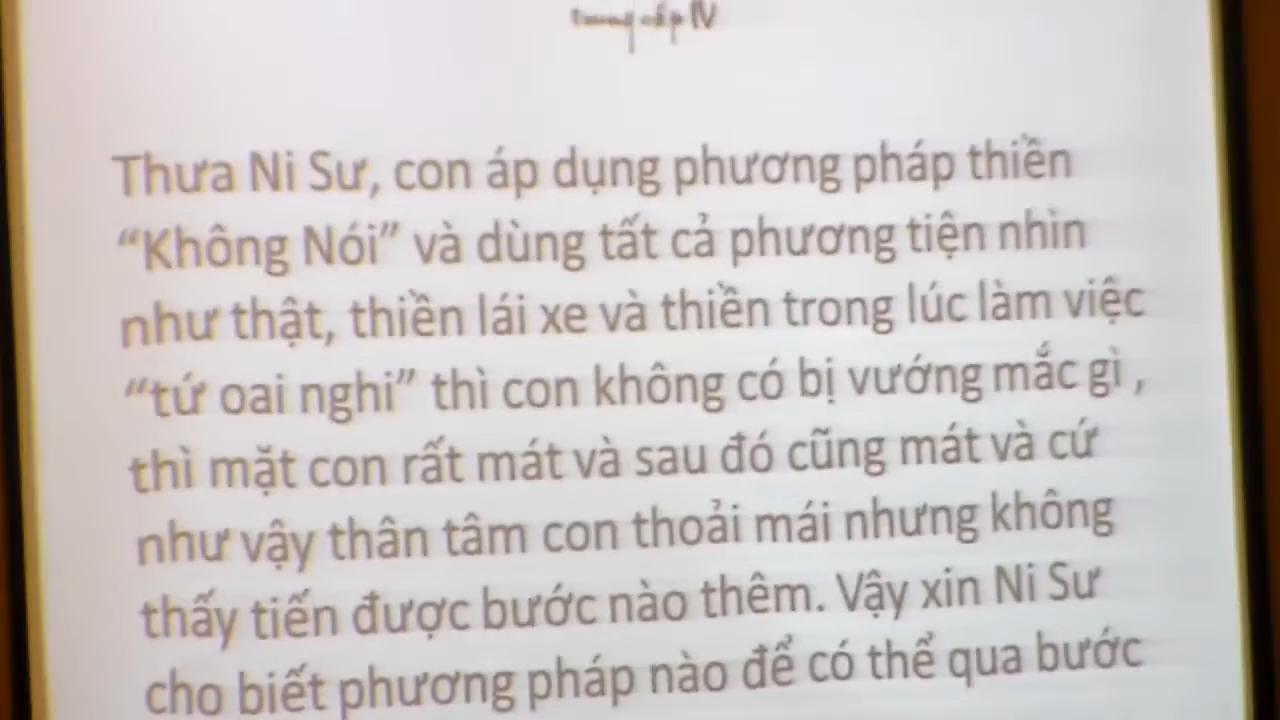 trung cấp IV
Thưa Ni Sư, con áp dụng phương pháp thiền
“Không Nói” và dùng tất cả phương tiện nhìn
như thật, thiền lái xe và thiền trong lúc làm việc
“tứ oai nghi” thì con không có bị vướng mắc gì ,
thì mặt con rất mát và sau đó cũng mát và cứ
như vậy thân tâm con thoải mái nhưng không
thấy tiến được bước nào thêm. Vậy xin Ni Sư
cho biết phương pháp nào để có thể qua bước